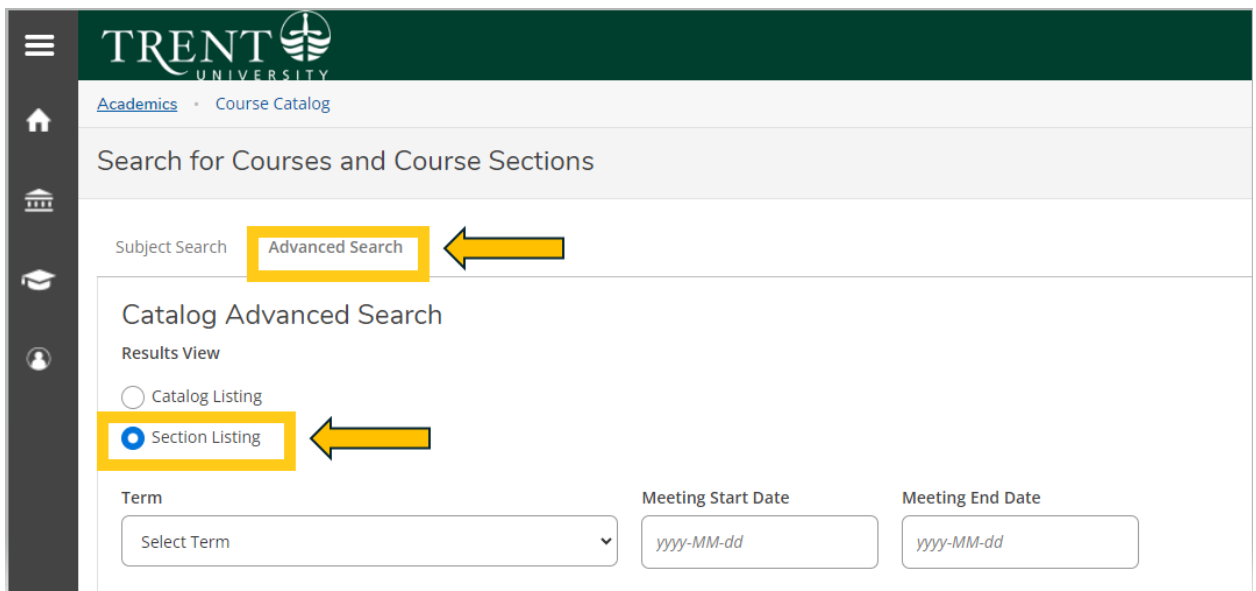 TRENT
UNIVERSITY
Academics • Course Catalog
Search for Courses and Course Sections
Subject Search Advanced Search
Catalog Advanced Search
Results View
Catalog Listing
Section Listing
Term Meeting Start Date Meeting End Date
Select Term yyyy-MM-dd yyyy-MM-dd